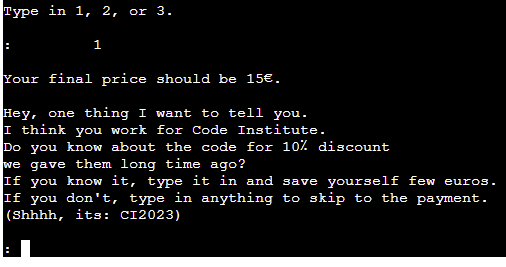 Type in 1, 2, or 3.
: 1
Your final price should be 15€.
Hey, one thing I want to tell you.
I think you work for Code Institute.
Do you know about the code for 10% discount
we gave them long time ago?
If you know it, type it in and save yourself few euros.
If you don't, type in anything to skip to the payment.
(Shhhh, its: CI2023)
: